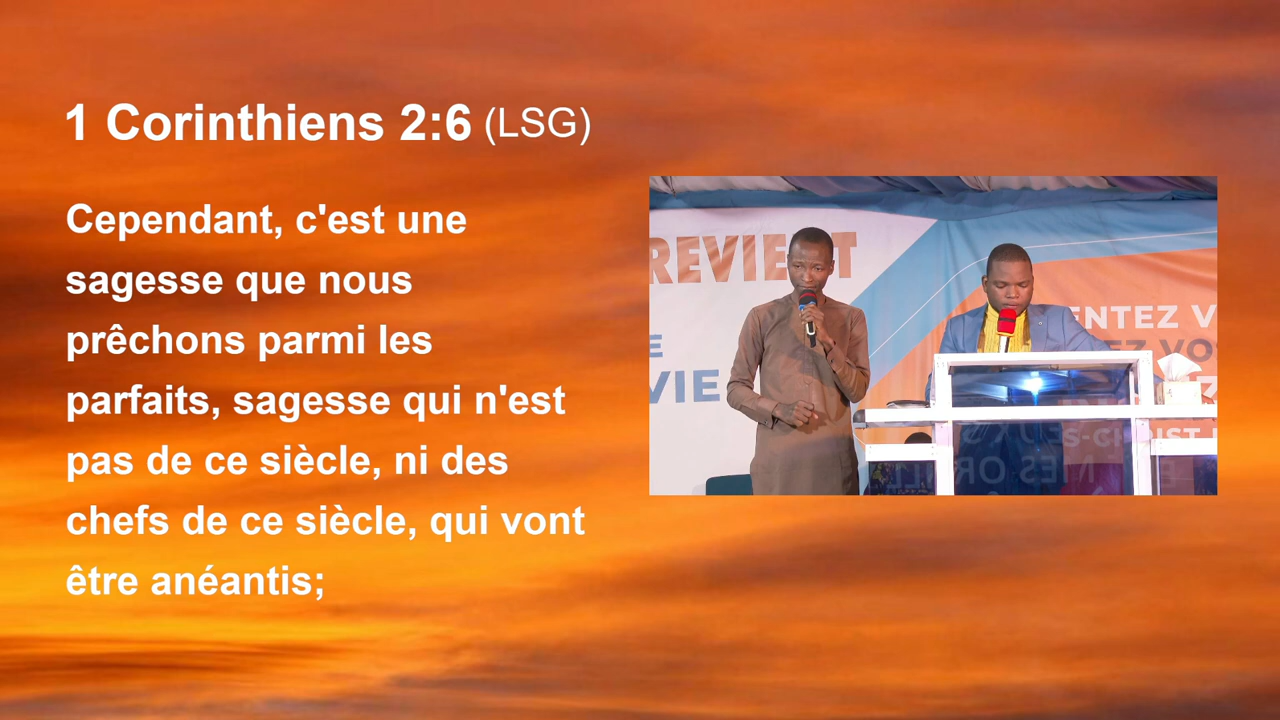 1 Corinthiens 2:6 (LSG)
Cependant, c'est une
sagesse que nous
prêchons parmi les
parfaits, sagesse qui n'est
pas de ce siècle, ni des
chefs de ce siècle, qui vont
être anéantis;
VIE